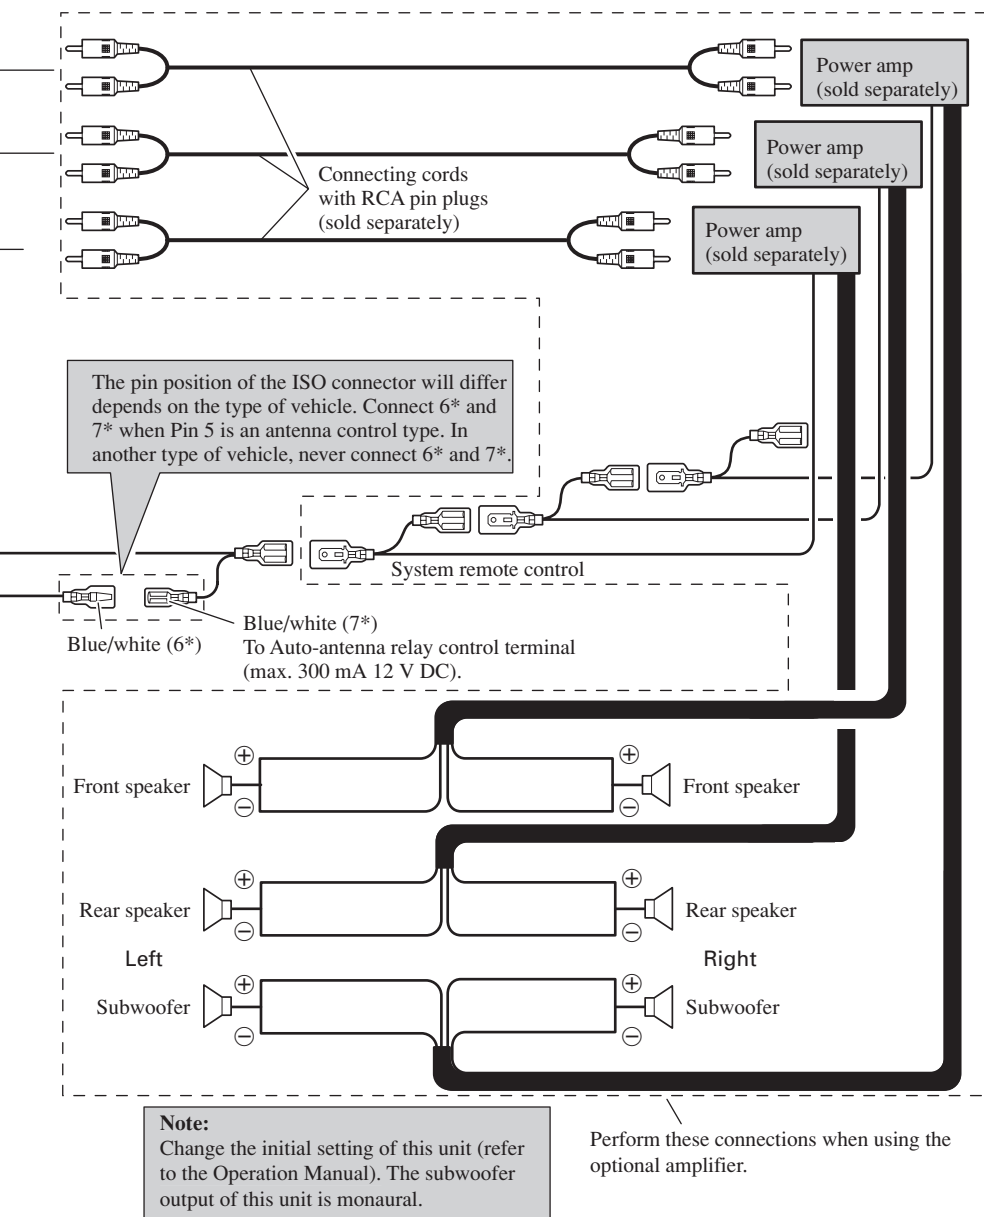 Power amp
(sold separately)
Power amp
(sold separately)
Connecting cords
with RCA pin plugs
(sold separately)
Power amp
(sold separately)
The pin position of the ISO connector will differ
depends on the type of vehicle. Connect 6* and
7* when Pin 5 is an antenna control type. In
another type of vehicle, never connect 6* and 7*.
System remote control
Blue/white (6*)
Blue/white (7*)
To Auto-antenna relay control terminal
(max. 300 mA 12 V DC).
+
+
Front speaker
Front speaker
−
−
+
+
Rear speaker
Rear speaker
−
−
Left
Right
+
+
Subwoofer
Subwoofer
−
−
Note:
Change the initial setting of this unit (refer
to the Operation Manual). The subwoofer
output of this unit is monaural.
Perform these connections when using the
optional amplifier.